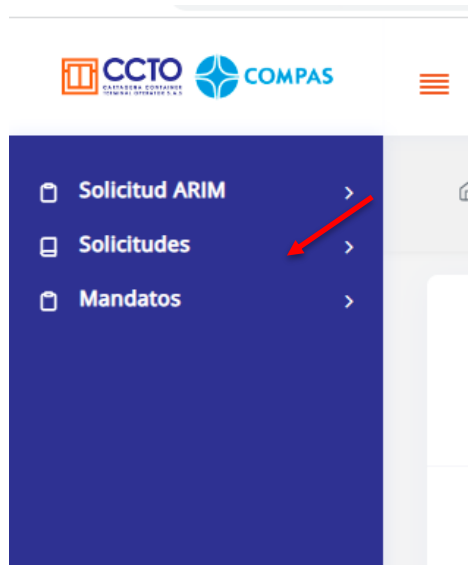 CCTO
CARTAGENA CONTAINER
TERMINAL OPERATOR S.A.S
COMPAS
Solicitud ARIM
Solicitudes
Mandatos